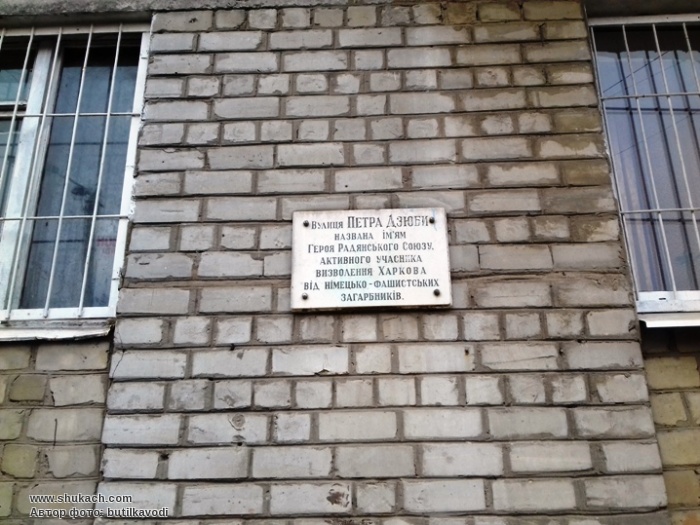 Вулиця ПЕТРА ДЗЮБИ
НАЗВАНА ІМ'ЯМ
ГЕРОЯ РАДЯНСЬКОГО СОЮЗУ,
АКТИВНОГО УЧАСНИКА
ВИЗВОЛЕННЯ ХАРКОВА
ВІД НІМЕЦЬКО-ФАШИСТСЬКИХ
ЗАГАРБНИКІВ.
www.shukach.com
Автор фото: butilkavodi